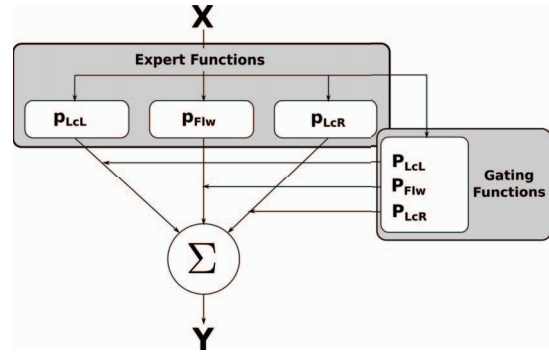 X
Expert Functions
pLcL pFlw pLcR
PLcL
PFlw
PLcR
Gating
Functions
Σ
Y